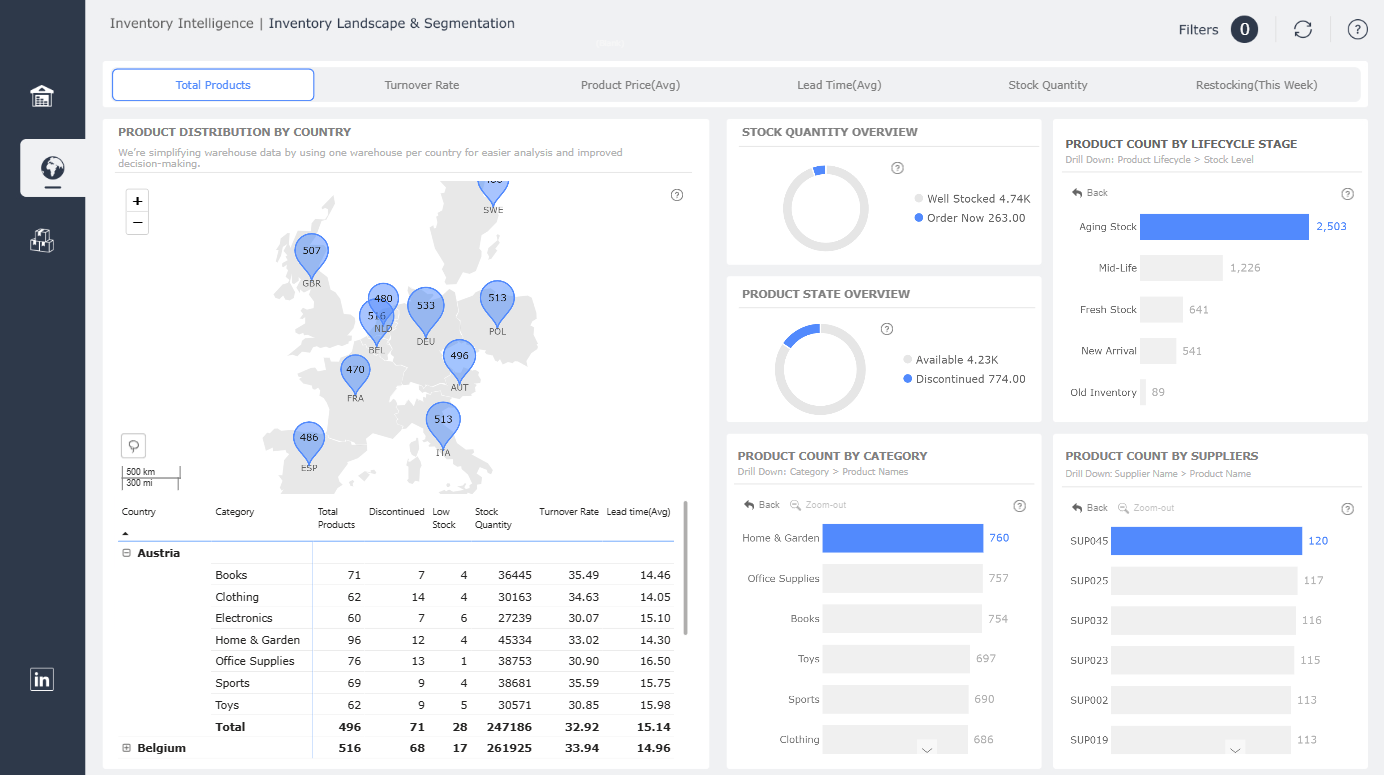 Inventory Intelligence | Inventory Landscape & Segmentation
Filters 0 ?
Total Products Turnover Rate Product Price(Avg) Lead Time(Avg) Stock Quantity Restocking(This Week)
PRODUCT DISTRIBUTION BY COUNTRY
We're simplifying warehouse data by using one warehouse per country for easier analysis and improved
decision-making.
+
−
?
SWE
507
GBR
480
NLD
516
BEL
533
DEU
513
POL
496
AUT
470
FRA
513
ITA
486
ESP
500 km
300 mi
Country Category Total Products Discontinued Low Stock Stock Quantity Turnover Rate Lead time(Avg)
Austria
Books 71 7 4 36445 35.49 14.46
Clothing 62 14 4 30163 34.63 14.05
Electronics 60 7 6 27239 30.07 15.10
Home & Garden 96 12 4 45334 33.02 14.30
Office Supplies 76 13 1 38753 30.90 16.50
Sports 69 9 4 38681 35.59 15.75
Toys 62 9 5 30571 30.85 15.98
Total 496 71 28 247186 32.92 15.14
Belgium 516 68 17 261925 33.94 14.96
STOCK QUANTITY OVERVIEW
?
Well Stocked 4.74K
Order Now 263.00
PRODUCT STATE OVERVIEW
?
Available 4.23K
Discontinued 774.00
PRODUCT COUNT BY LIFECYCLE STAGE
Drill Down: Product Lifecycle > Stock Level
Back ?
Aging Stock 2,503
Mid-Life 1,226
Fresh Stock 641
New Arrival 541
Old Inventory 89
PRODUCT COUNT BY CATEGORY
Drill Down: Category > Product Names
Back Zoom-out ?
Home & Garden 760
Office Supplies 757
Books 754
Toys 697
Sports 690
Clothing 686
PRODUCT COUNT BY SUPPLIERS
Drill Down: Supplier Name > Product Name
Back Zoom-out ?
SUP045 120
SUP025 117
SUP032 116
SUP023 115
SUP002 113
SUP019 113
in